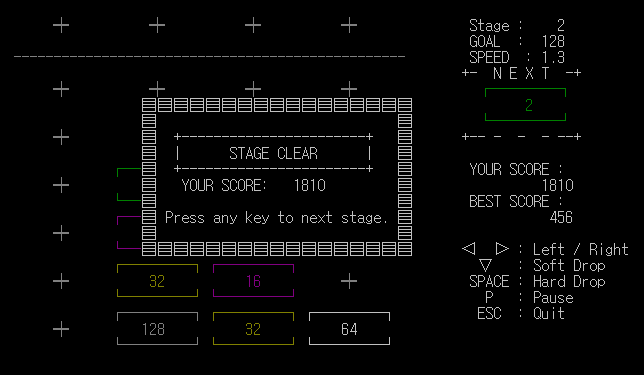 Stage :   2
GOAL  : 128
SPEED : 1.3
+- N E X T -+
2
STAGE CLEAR
YOUR SCORE:   1810
Press any key to next stage.
YOUR SCORE :
1810
BEST SCORE :
456
◁ ▷ : Left / Right
▽ : Soft Drop
SPACE : Hard Drop
P : Pause
ESC : Quit
32 16
128 32 64